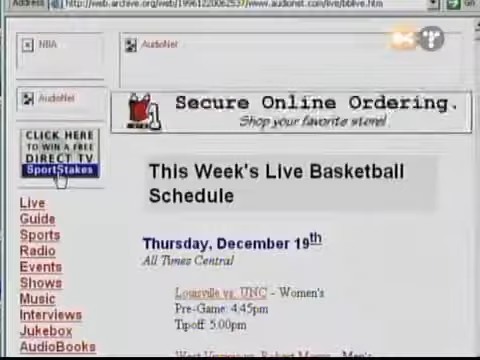 Address http://web.archive.org/web/19961220062537/www.audionet.com/live/bblive.htm Go
NBA
AudioNet
AudioNet
CLICK HERE
TO WIN A FREE
DIRECT TV
SportStakes
1
Secure Online Ordering.
Shop your favorite store!
This Week's Live Basketball
Schedule
Thursday, December 19th
All Times Central
Louisville vs. UNC - Women's
Pre-Game: 4:45pm
Tipoff: 5:00pm
Live
Guide
Sports
Radio
Events
Shows
Music
Interviews
Jukebox
AudioBooks